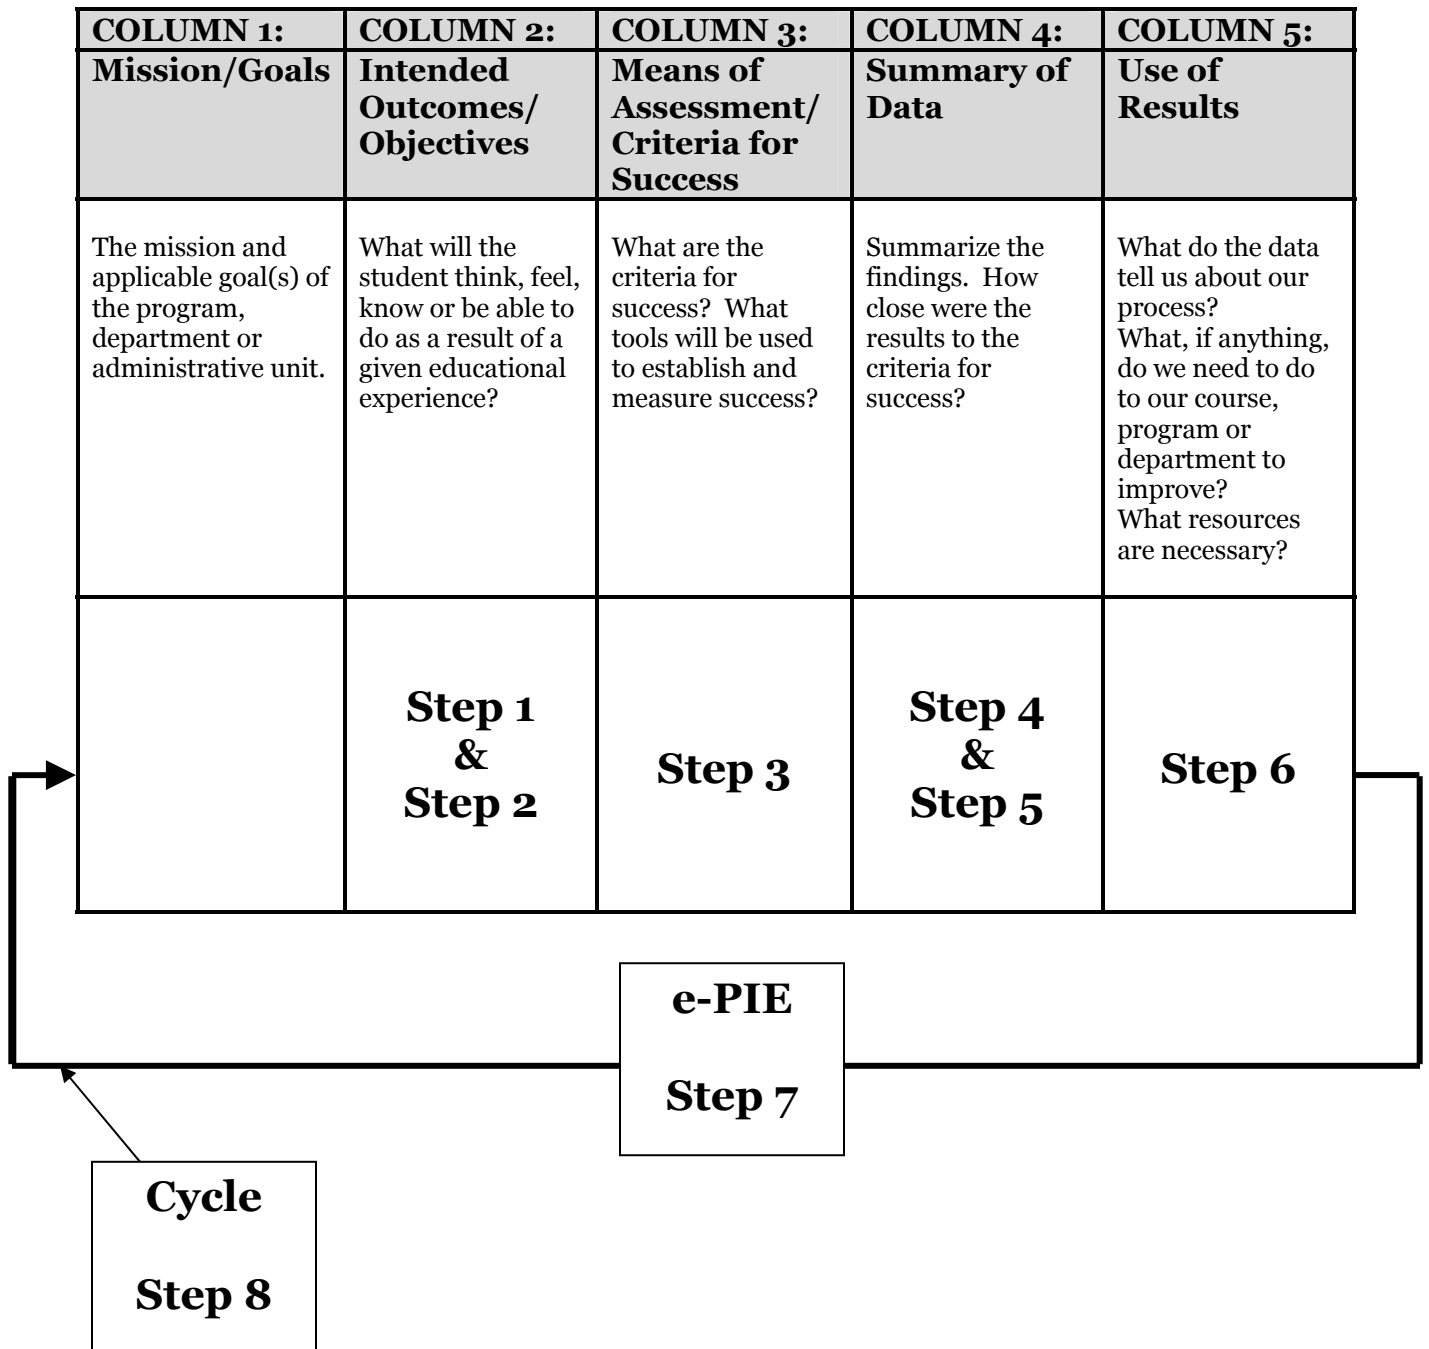 COLUMN 1:
Mission/Goals
COLUMN 2:
Intended
Outcomes/
Objectives
COLUMN 3:
Means of
Assessment/
Criteria for
Success
COLUMN 4:
Summary of
Data
COLUMN 5:
Use of
Results
The mission and
applicable goal(s) of
the program,
department or
administrative unit.
What will the
student think, feel,
know or be able to
do as a result of a
given educational
experience?
What are the
criteria for
success?  What
tools will be used
to establish and
measure success?
Summarize the
findings.  How
close were the
results to the
criteria for
success?
What do the data
tell us about our
process?
What, if anything,
do we need to do
to our course,
program or
department to
improve?
What resources
are necessary?
Step 1
&
Step 2
Step 3
Step 4
&
Step 5
Step 6
e-PIE
Step 7
Cycle
Step 8